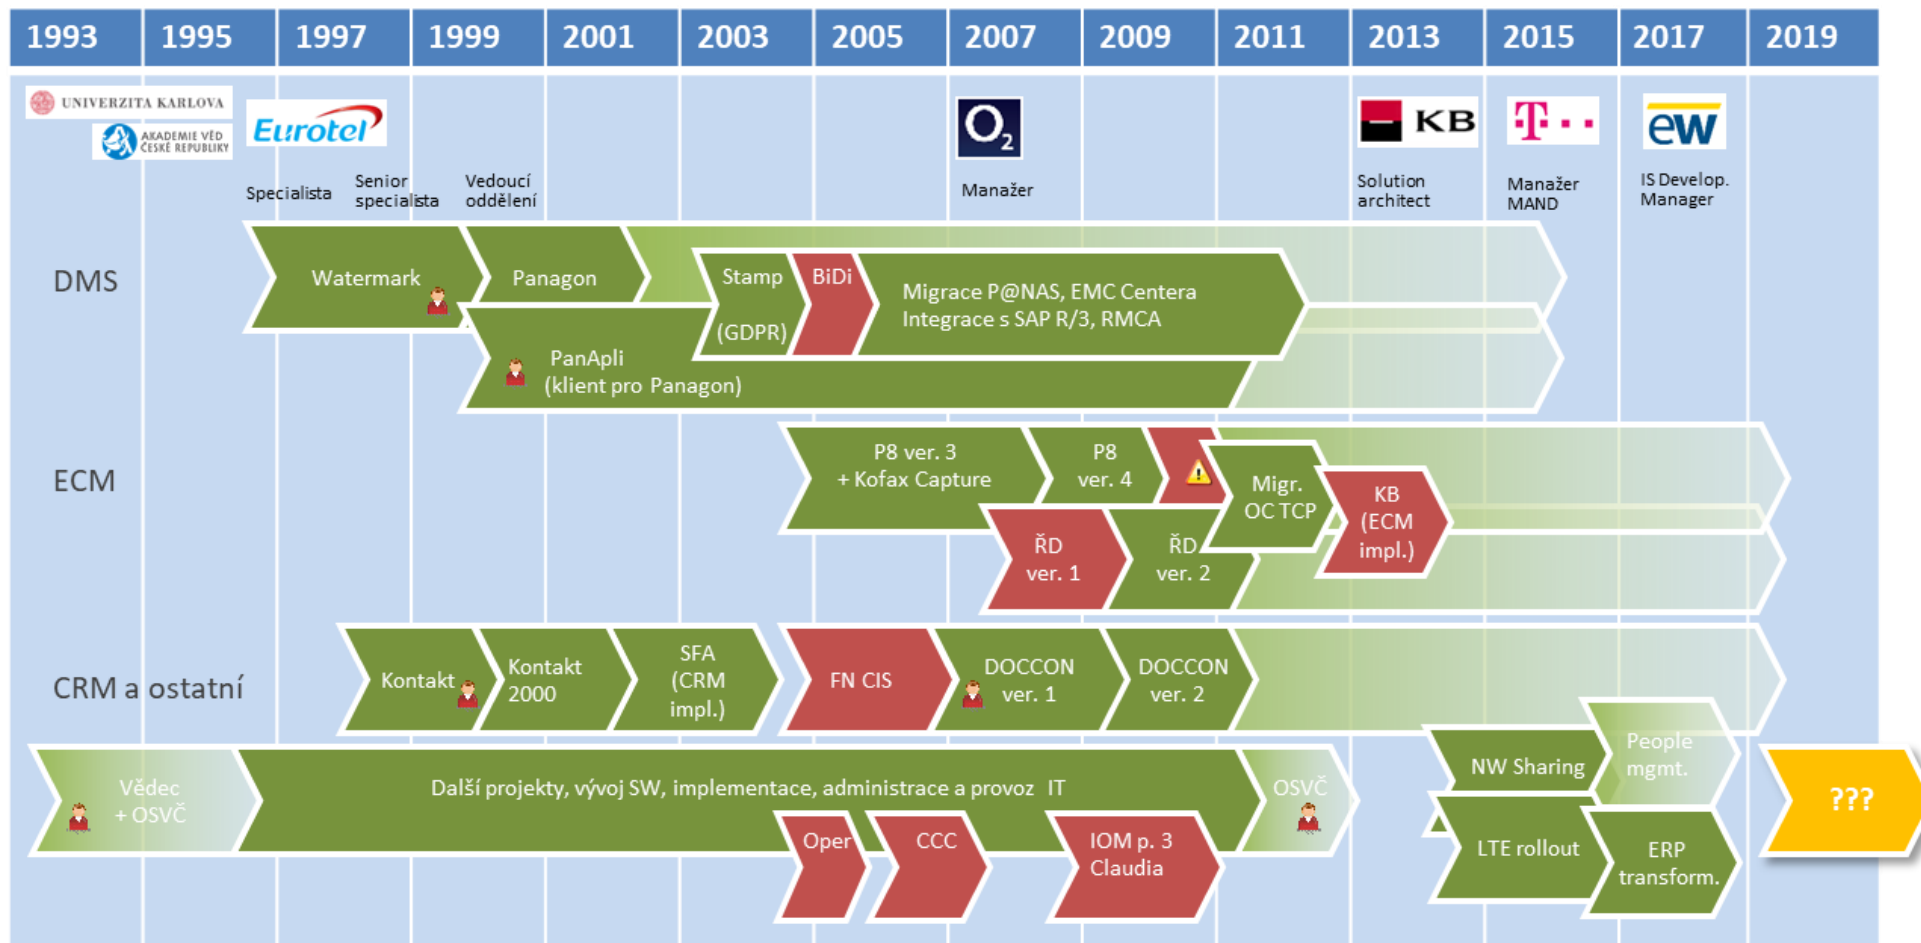 1993 1995 1997 1999 2001 2003 2005 2007 2009 2011 2013 2015 2017 2019
UNIVERZITA KARLOVA
AKADEMIE VĚD
ČESKÉ REPUBLIKY
Eurotel
O2
KB
T
ew
Specialista
Senior
specialista
Vedoucí
oddělení
Manažer
Solution
architect
Manažer
MAND
IS Develop.
Manager
DMS
Watermark
Panagon
Stamp
(GDPR)
BiDi
Migrace P@NAS, EMC Centera
Integrace s SAP R/3, RMCA
PanApli
(klient pro Panagon)
ECM
P8 ver. 3
+ Kofax Capture
P8
ver. 4
Migr.
OC TCP
KB
(ECM
impl.)
ŘD
ver. 1
ŘD
ver. 2
CRM a ostatní
Kontakt
Kontakt
2000
SFA
(CRM
impl.)
FN CIS
DOCCON
ver. 1
DOCCON
ver. 2
Vědec
+ OSVČ
Další projekty, vývoj SW, implementace, administrace a provoz IT
OSVČ
NW Sharing
People
mgmt.
???
Oper
CCC
IOM p. 3
Claudia
LTE rollout
ERP
transform.